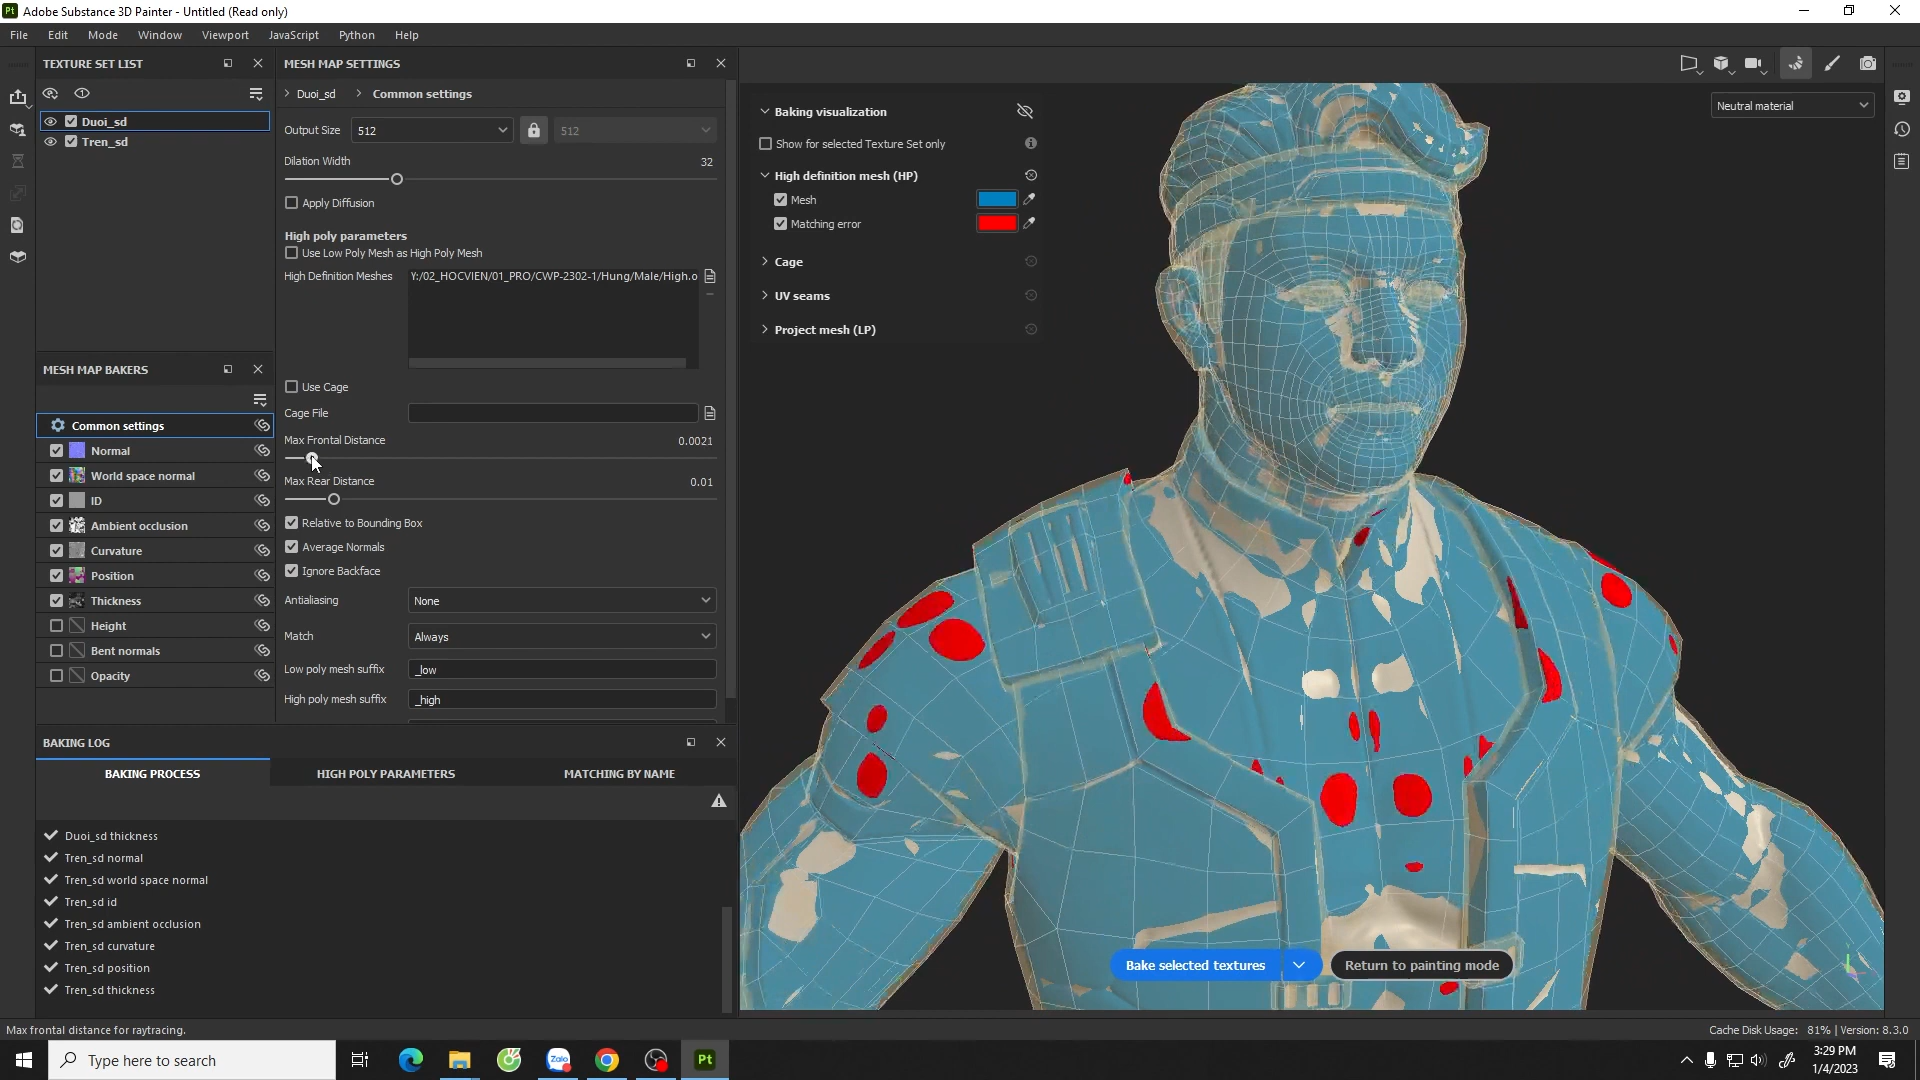 Pt Adobe Substance 3D Painter - Untitled (Read only)
File Edit Mode Window Viewport JavaScript Python Help
TEXTURE SET LIST
Duoi_sd
Tren_sd
MESH MAP BAKERS
Common settings
Normal
World space normal
ID
Ambient occlusion
Curvature
Position
Thickness
Height
Bent normals
Opacity
MESH MAP SETTINGS
Duoi_sd > Common settings
Output Size 512 512
Dilation Width 32
Apply Diffusion
High poly parameters
Use Low Poly Mesh as High Poly Mesh
High Definition Meshes Y:/02_HOCVIEN/01_PRO/CWP-2302-1/Hung/Male/High.o
Use Cage
Cage File
Max Frontal Distance 0.0021
Max Rear Distance 0.01
Relative to Bounding Box
Average Normals
Ignore Backface
Antialiasing None
Match Always
Low poly mesh suffix _low
High poly mesh suffix _high
BAKING LOG
BAKING PROCESS HIGH POLY PARAMETERS MATCHING BY NAME
Duoi_sd thickness
Tren_sd normal
Tren_sd world space normal
Tren_sd id
Tren_sd ambient occlusion
Tren_sd curvature
Tren_sd position
Tren_sd thickness
Baking visualization
Show for selected Texture Set only
High definition mesh (HP)
Mesh
Matching error
Cage
UV seams
Project mesh (LP)
Neutral material
Bake selected textures
Return to painting mode
Max frontal distance for raytracing.
Cache Disk Usage: 81% | Version: 8.3.0
Type here to search
Zalo
Pt
3:29 PM
1/4/2023